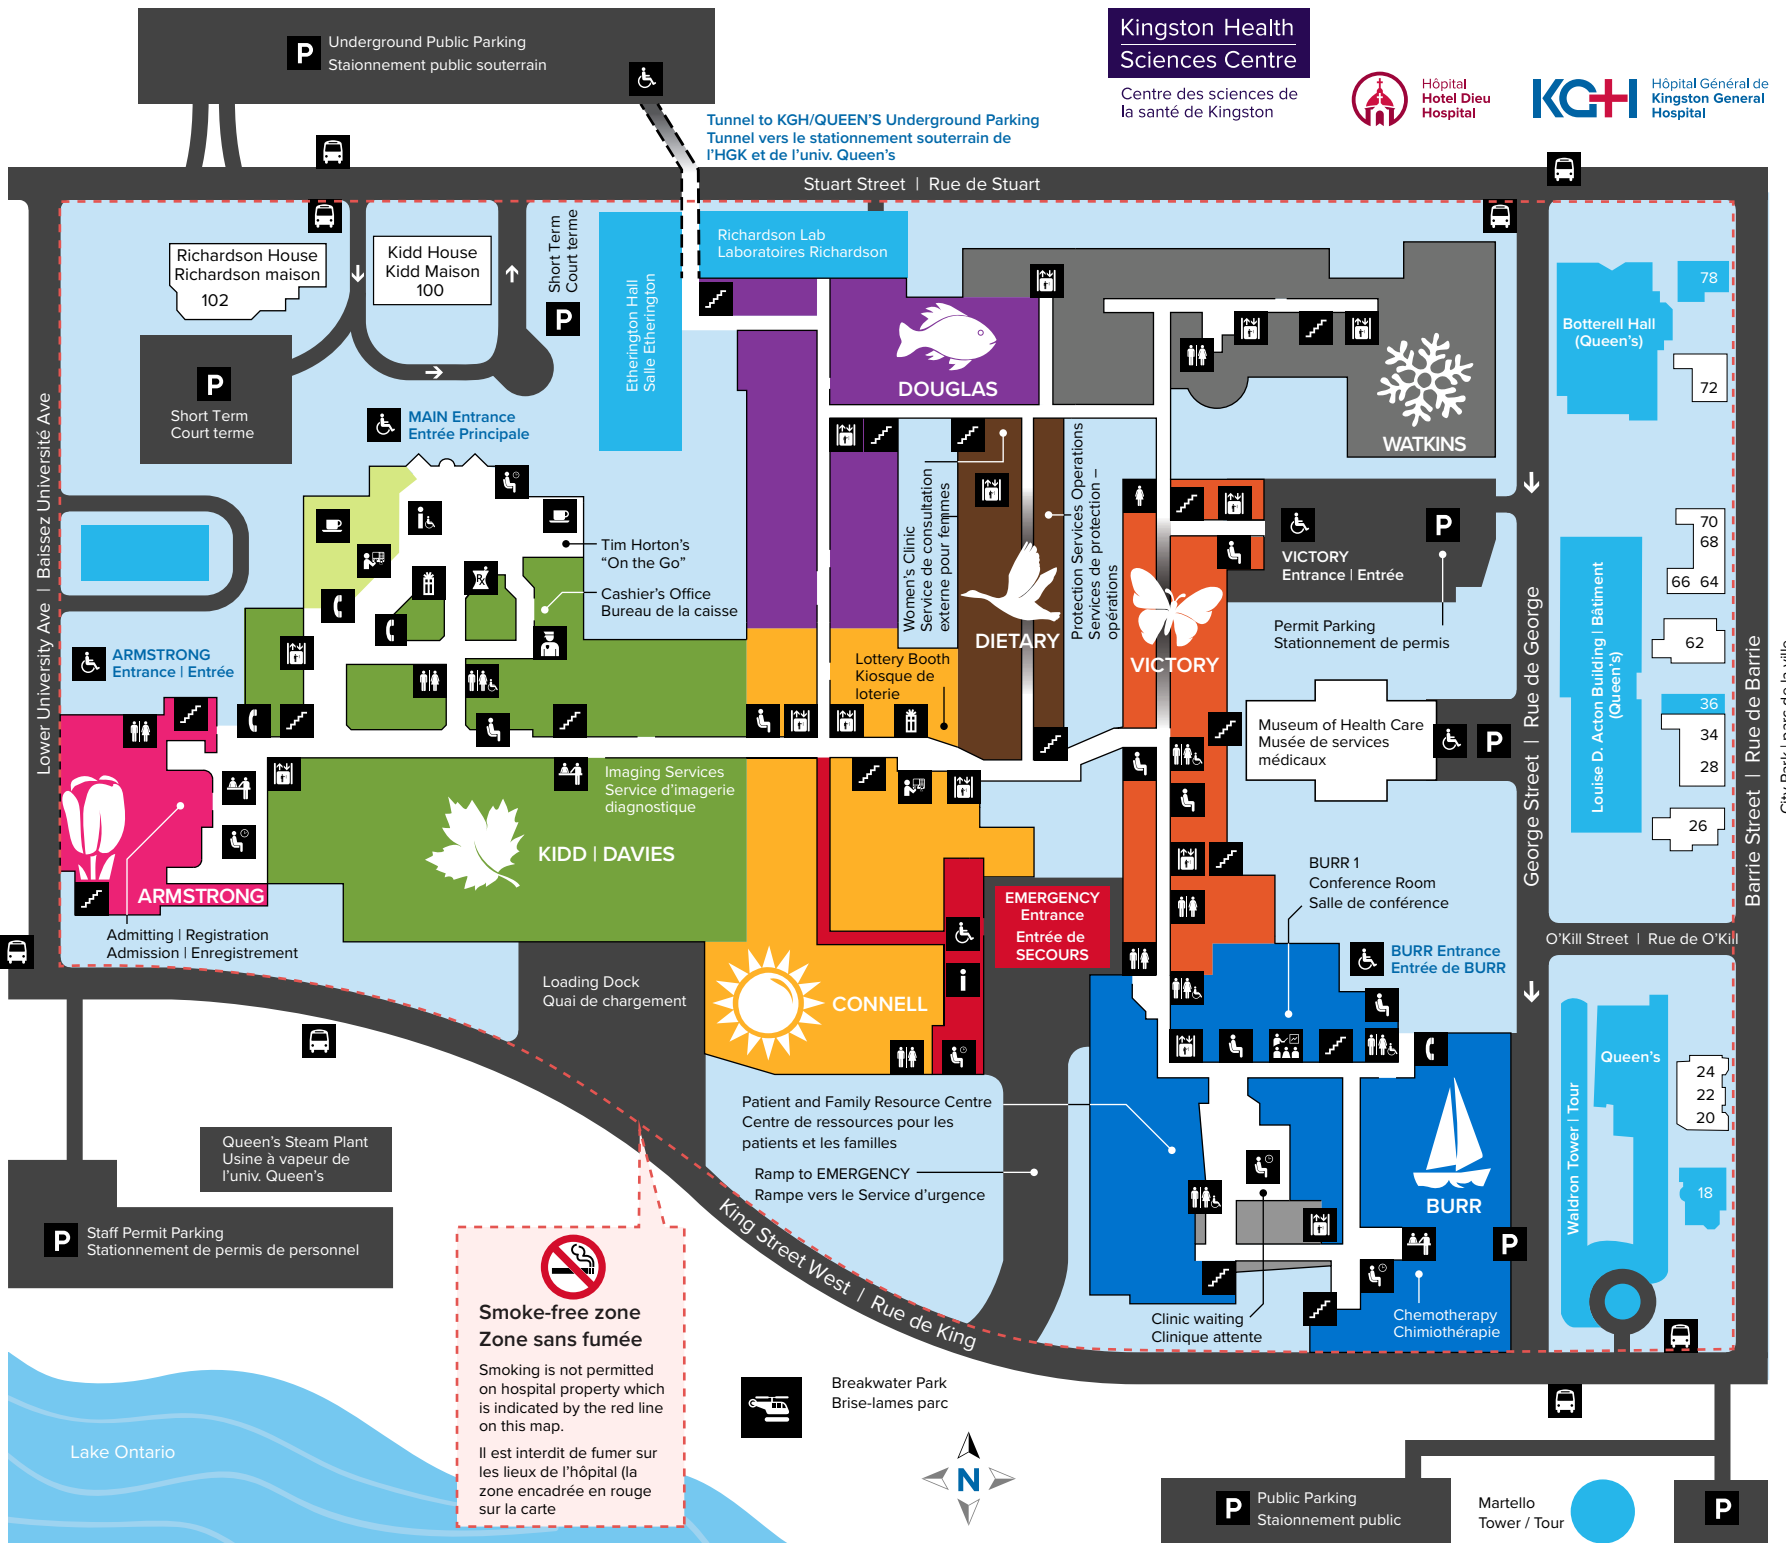 Underground Public Parking
Staionnement public souterrain
P
Kingston Health
Sciences Centre
Centre des sciences de
la santé de Kingston
Hôpital
Hotel Dieu
Hospital
KGH
Hôpital Général de
Kingston General
Hospital
Tunnel to KGH/QUEEN'S Underground Parking
Tunnel vers le stationnement souterrain de
l'HGK et de l'univ. Queen's
Stuart Street | Rue de Stuart
Lower University Ave | Baissez Université Ave
Richardson House
Richardson maison
102
Kidd House
Kidd Maison
100
Short Term
Court terme
P
Etherington Hall
Salle Etherington
Richardson Lab
Laboratoires Richardson
P
Short Term
Court terme
MAIN Entrance
Entrée Principale
DOUGLAS
WATKINS
Botterell Hall
(Queen's)
78
72
70
68
66 64
62
36
34
28
26
Tim Horton's
"On the Go"
Cashier's Office
Bureau de la caisse
Women's Clinic
Service de consultation
externe pour femmes
DIETARY
Protection Services Operations
Services de protection –
opérations
VICTORY
P
VICTORY
Entrance | Entrée
Permit Parking
Stationnement de permis
George Street | Rue de George
Louise D. Acton Building | Bâtiment
(Queen's)
Barrie Street | Rue de Barrie
City Park | parc de la ville
ARMSTRONG
Entrance | Entrée
Lottery Booth
Kiosque de
loterie
Museum of Health Care
Musée de services
médicaux
P
Imaging Services
Service d'imagerie
diagnostique
KIDD | DAVIES
ARMSTRONG
Admitting | Registration
Admission | Enregistrement
BURR 1
Conference Room
Salle de conférence
EMERGENCY
Entrance
Entrée de
SECOURS
BURR Entrance
Entrée de BURR
O'Kill Street | Rue de O'Kill
Loading Dock
Quai de chargement
CONNELL
i
Queen's
Waldron Tower | Tour
24
22
20
18
Patient and Family Resource Centre
Centre de ressources pour les
patients et les familles
Ramp to EMERGENCY
Rampe vers le Service d'urgence
BURR
P
Queen's Steam Plant
Usine à vapeur de
l'univ. Queen's
P
Staff Permit Parking
Stationnement de permis de personnel
King Street West | Rue de King
Clinic waiting
Clinique attente
Chemotherapy
Chimiothérapie
Smoke-free zone
Zone sans fumée
Smoking is not permitted
on hospital property which
is indicated by the red line
on this map.
Il est interdit de fumer sur
les lieux de l'hôpital (la
zone encadrée en rouge
sur la carte
Breakwater Park
Brise-lames parc
N
Lake Ontario
P
Public Parking
Staionnement public
Martello
Tower / Tour
P